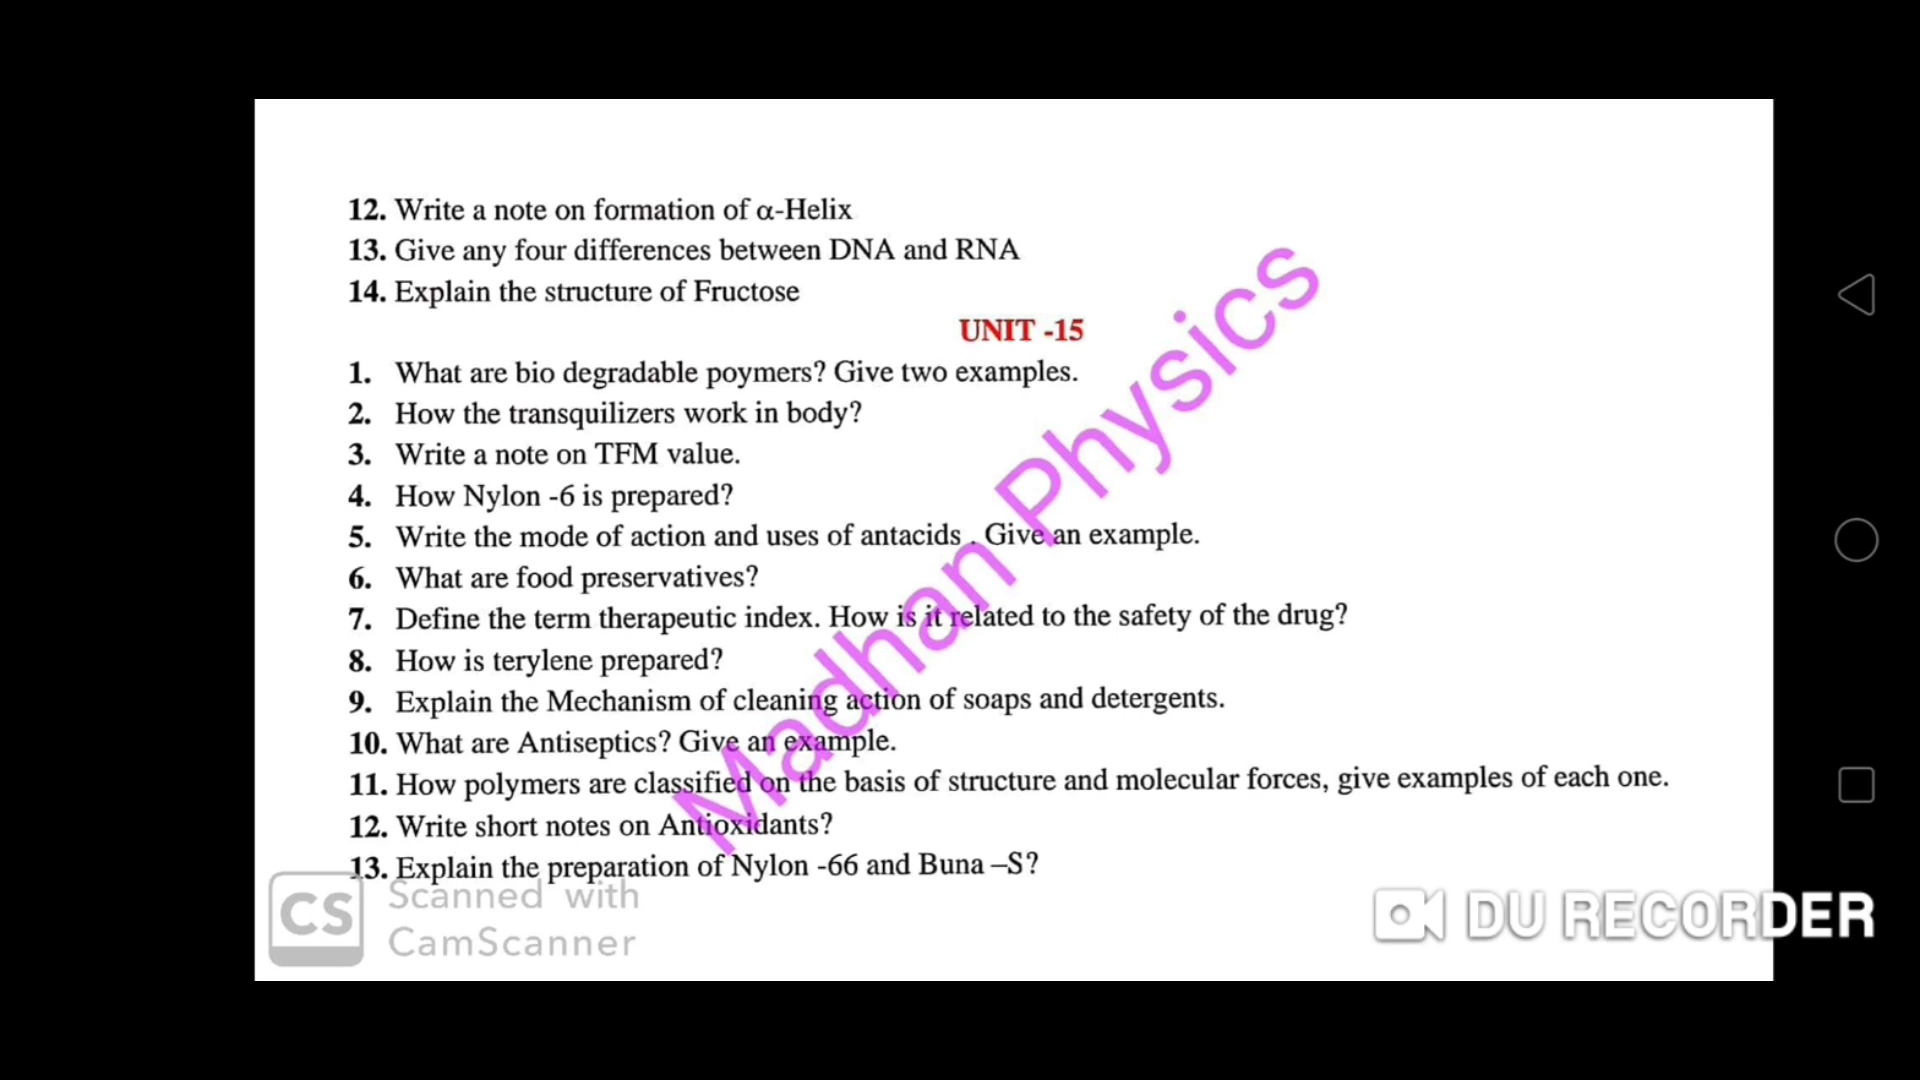 12. Write a note on formation of α-Helix
13. Give any four differences between DNA and RNA
14. Explain the structure of Fructose
UNIT -15
1. What are bio degradable poymers? Give two examples.
2. How the transquilizers work in body?
3. Write a note on TFM value.
4. How Nylon -6 is prepared?
5. Write the mode of action and uses of antacids . Give an example.
6. What are food preservatives?
7. Define the term therapeutic index. How is it related to the safety of the drug?
8. How is terylene prepared?
9. Explain the Mechanism of cleaning action of soaps and detergents.
10. What are Antiseptics? Give an example.
11. How polymers are classified on the basis of structure and molecular forces, give examples of each one.
12. Write short notes on Antioxidants?
13. Explain the preparation of Nylon -66 and Buna –S?
Madhan Physics
CS Scanned with
CamScanner
DU RECORDER